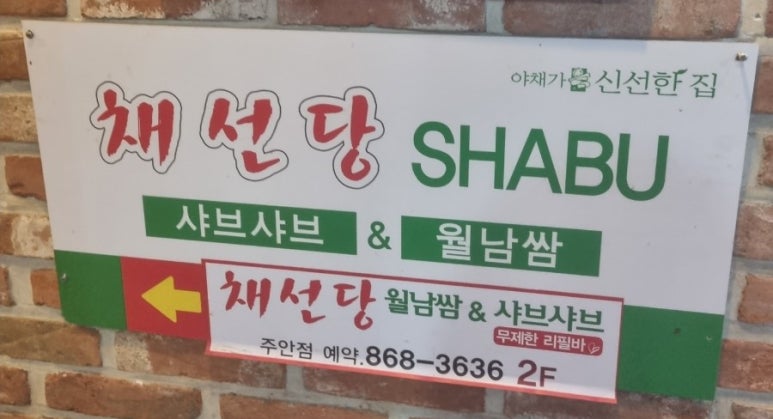 야채가 신선한 집
채선당 SHABU
샤브샤브 & 월남쌈
채선당 월남쌈 & 샤브샤브
무제한 리필바
주안점 예약.868-3636 2F